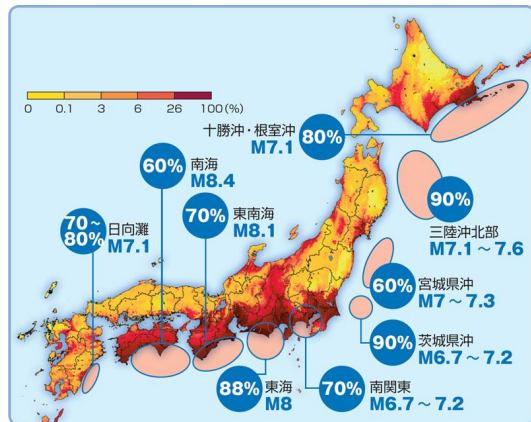 0 0.1 3 6 26 100(%)
十勝沖・根室沖
M7.1
80%
60%
南海
M8.4
70～
80%
日向灘
M7.1
70%
東南海
M8.1
90%
三陸沖北部
M7.1～7.6
60%
宮城県沖
M7～7.3
90%
茨城県沖
M6.7～7.2
88%
東海
M8
70%
南関東
M6.7～7.2